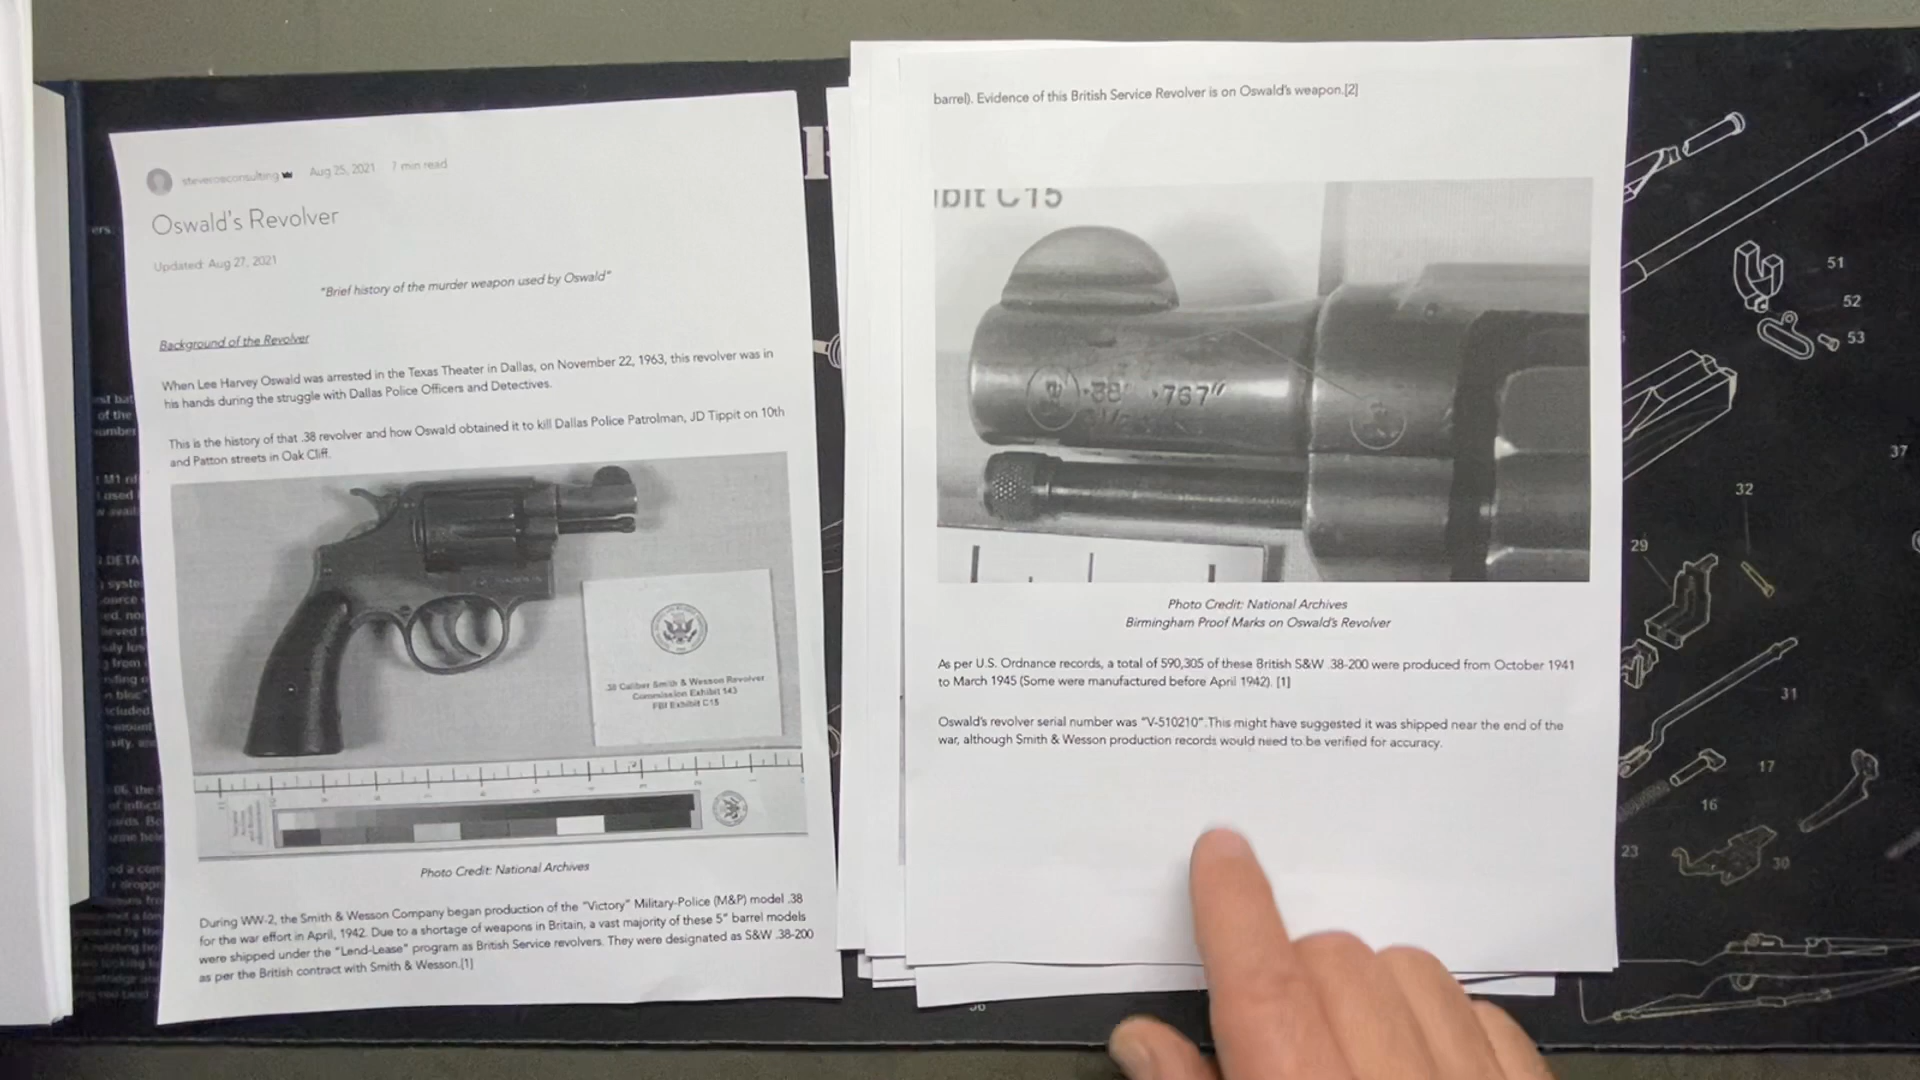 steverosconsulting Aug 25, 2021 7 min read
Oswald's Revolver
Updated: Aug 27, 2021
"Brief history of the murder weapon used by Oswald"
Background of the Revolver
When Lee Harvey Oswald was arrested in the Texas Theater in Dallas, on November 22, 1963, this revolver was in
his hands during the struggle with Dallas Police Officers and Detectives.
This is the history of that .38 revolver and how Oswald obtained it to kill Dallas Police Patrolman, JD Tippit on 10th
and Patton streets in Oak Cliff.
.38 Caliber Smith & Wesson Revolver
Commission Exhibit 143
FBI Exhibit C15
Photo Credit: National Archives
During WW-2, the Smith & Wesson Company began production of the "Victory" Military-Police (M&P) model .38
for the war effort in April, 1942. Due to a shortage of weapons in Britain, a vast majority of these 5" barrel models
were shipped under the "Lend-Lease" program as British Service revolvers. They were designated as S&W .38-200
as per the British contract with Smith & Wesson.[1]
barrel). Evidence of this British Service Revolver is on Oswald's weapon.[2]
ibit C15
.38" .767"
Photo Credit: National Archives
Birmingham Proof Marks on Oswald's Revolver
As per U.S. Ordnance records, a total of 590,305 of these British S&W .38-200 were produced from October 1941
to March 1945 (Some were manufactured before April 1942). [1]
Oswald's revolver serial number was "V-510210".This might have suggested it was shipped near the end of the
war, although Smith & Wesson production records would need to be verified for accuracy.
51
52
53
37
32
29
31
17
16
23
30